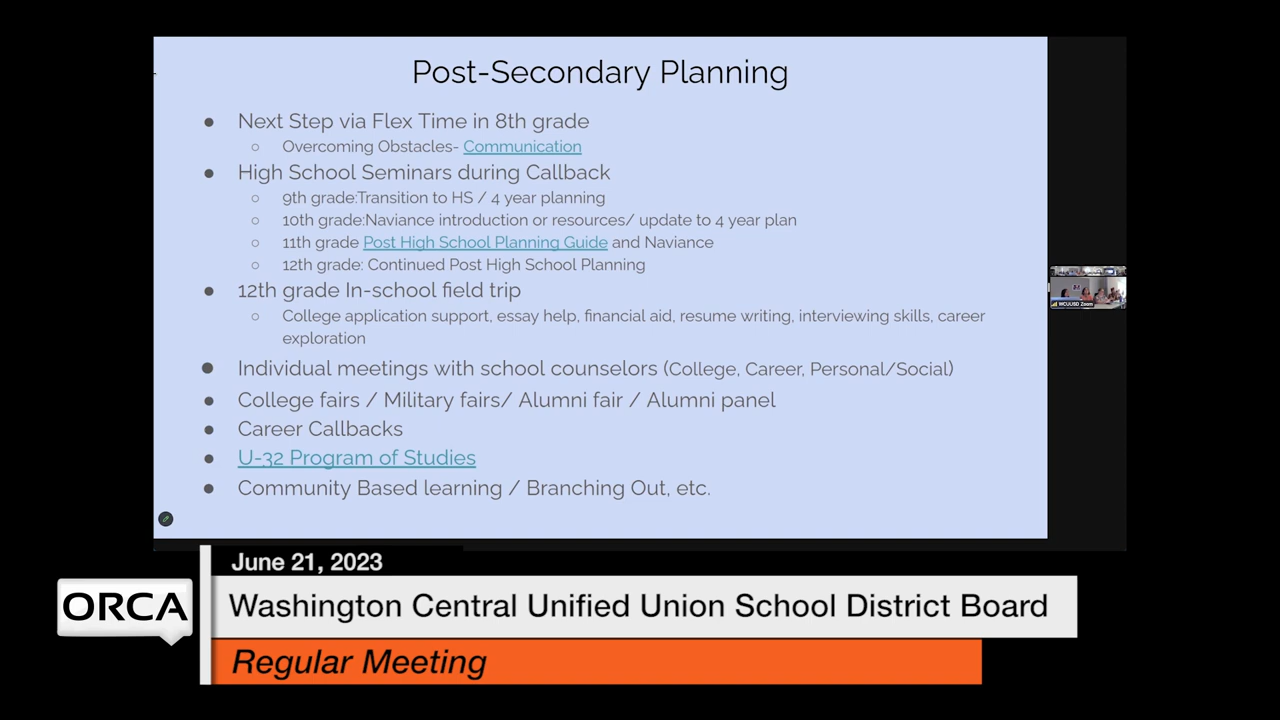 Post-Secondary Planning
● Next Step via Flex Time in 8th grade
○ Overcoming Obstacles- Communication
● High School Seminars during Callback
○ 9th grade:Transition to HS / 4 year planning
○ 10th grade:Naviance introduction or resources/ update to 4 year plan
○ 11th grade Post High School Planning Guide and Naviance
○ 12th grade: Continued Post High School Planning
● 12th grade In-school field trip
○ College application support, essay help, financial aid, resume writing, interviewing skills, career
exploration
● Individual meetings with school counselors (College, Career, Personal/Social)
● College fairs / Military fairs/ Alumni fair / Alumni panel
● Career Callbacks
● U-32 Program of Studies
● Community Based learning / Branching Out, etc.
WCUUSD Zoom
June 21, 2023
ORCA
Washington Central Unified Union School District Board
Regular Meeting